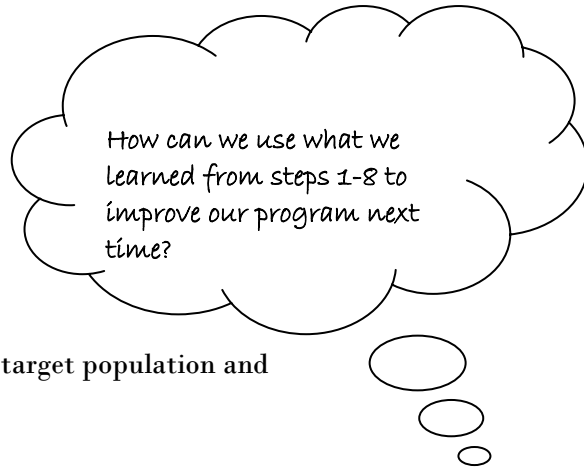 How can we use what we
learned from steps 1-8 to
improve our program next
time?
target population and